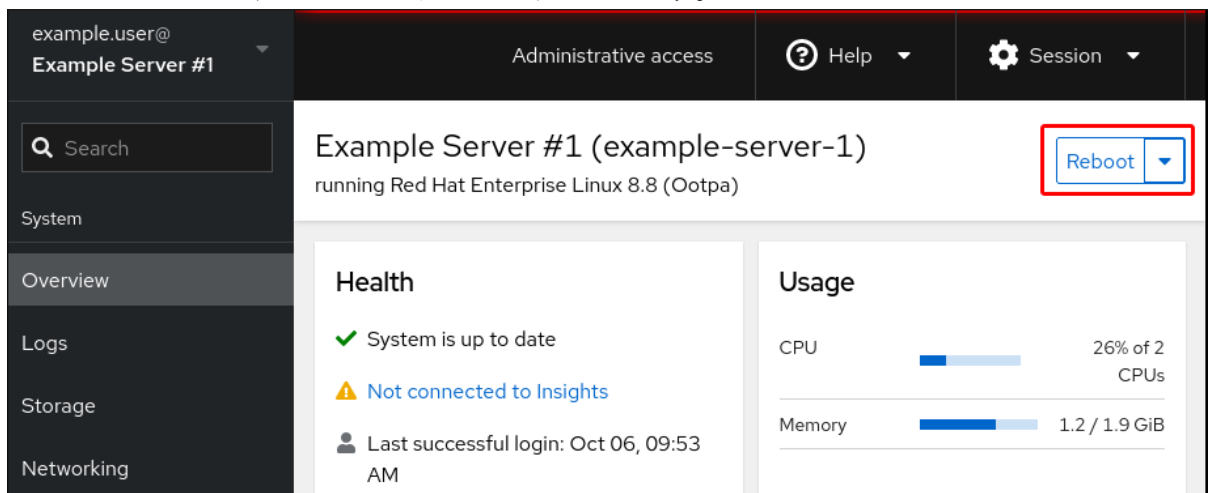 example.user@
Example Server #1
Administrative access
Help
Session
Search
System
Overview
Logs
Storage
Networking
Example Server #1 (example-server-1)
running Red Hat Enterprise Linux 8.8 (Ootpa)
Reboot
Health
System is up to date
Not connected to Insights
Last successful login: Oct 06, 09:53
AM
Usage
CPU
26% of 2
CPUs
Memory
1.2 / 1.9 GiB